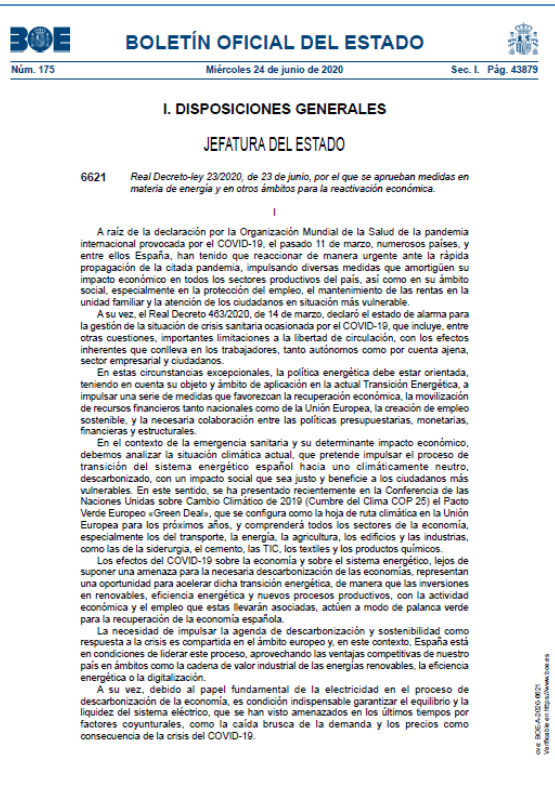 BOE
BOLETÍN OFICIAL DEL ESTADO
Núm. 175
Miércoles 24 de junio de 2020
Sec. I. Pág. 43879
I. DISPOSICIONES GENERALES
JEFATURA DEL ESTADO
6621
Real Decreto-ley 23/2020, de 23 de junio, por el que se aprueban medidas en
materia de energía y en otros ámbitos para la reactivación económica.
I
A raíz de la declaración por la Organización Mundial de la Salud de la pandemia
internacional provocada por el COVID-19, el pasado 11 de marzo, numerosos países, y
entre ellos España, han tenido que reaccionar de manera urgente ante la rápida
propagación de la citada pandemia, impulsando diversas medidas que amortigüen su
impacto económico en todos los sectores productivos del país, así como en su ámbito
social, especialmente en la protección del empleo, el mantenimiento de las rentas en la
unidad familiar y la atención de los ciudadanos en situación más vulnerable.
A su vez, el Real Decreto 463/2020, de 14 de marzo, declaró el estado de alarma para
la gestión de la situación de crisis sanitaria ocasionada por el COVID-19, que incluye, entre
otras cuestiones, importantes limitaciones a la libertad de circulación, con los efectos
inherentes que conlleva en los trabajadores, tanto autónomos como por cuenta ajena,
sector empresarial y ciudadanos.
En estas circunstancias excepcionales, la política energética debe estar orientada,
teniendo en cuenta su objeto y ámbito de aplicación en la actual Transición Energética, a
impulsar una serie de medidas que favorezcan la recuperación económica, la movilización
de recursos financieros tanto nacionales como de la Unión Europea, la creación de empleo
sostenible, y la necesaria colaboración entre las políticas presupuestarias, monetarias,
financieras y estructurales.
En el contexto de la emergencia sanitaria y su determinante impacto económico,
debemos analizar la situación climática actual, que pretende impulsar el proceso de
transición del sistema energético español hacia uno climáticamente neutro,
descarbonizado, con un impacto social que sea justo y beneficie a los ciudadanos más
vulnerables. En este sentido, se ha presentado recientemente en la Conferencia de las
Naciones Unidas sobre Cambio Climático de 2019 (Cumbre del Clima COP 25) el Pacto
Verde Europeo «Green Deal», que se configura como la hoja de ruta climática en la Unión
Europea para los próximos años, y comprenderá todos los sectores de la economía,
especialmente los del transporte, la energía, la agricultura, los edificios y las industrias,
como las de la siderurgia, el cemento, las TIC, los textiles y los productos químicos.
Los efectos del COVID-19 sobre la economía y sobre el sistema energético, lejos de
suponer una amenaza para la necesaria descarbonización de las economías, representan
una oportunidad para acelerar dicha transición energética, de manera que las inversiones
en renovables, eficiencia energética y nuevos procesos productivos, con la actividad
económica y el empleo que estas llevarán asociadas, actúen a modo de palanca verde
para la recuperación de la economía española.
La necesidad de impulsar la agenda de descarbonización y sostenibilidad como
respuesta a la crisis es compartida en el ámbito europeo y, en este contexto, España está
en condiciones de liderar este proceso, aprovechando las ventajas competitivas de nuestro
país en ámbitos como la cadena de valor industrial de las energías renovables, la eficiencia
energética o la digitalización.
A su vez, debido al papel fundamental de la electricidad en el proceso de
descarbonización de la economía, es condición indispensable garantizar el equilibrio y la
liquidez del sistema eléctrico, que se han visto amenazados en los últimos tiempos por
factores coyunturales, como la caída brusca de la demanda y los precios como
consecuencia de la crisis del COVID-19.
cve: BOE-A-2020-6621
Verificable en https://www.boe.es